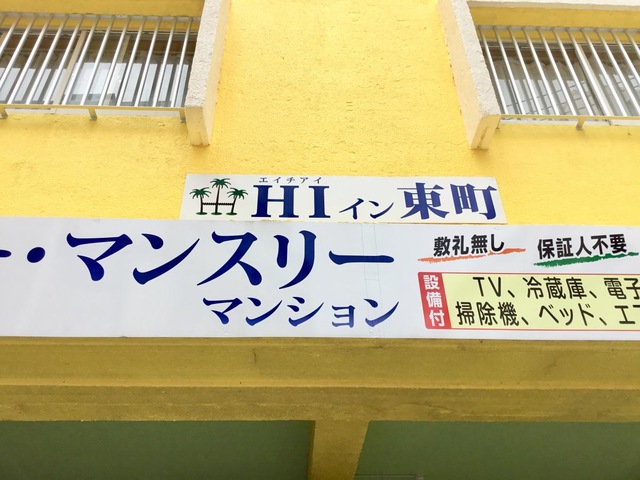 エイチアイ
HIイン東町
ー・マンスリー
マンション
敷礼無し
保証人不要
設備付
TV、冷蔵庫、電子
掃除機、ベッド、エア